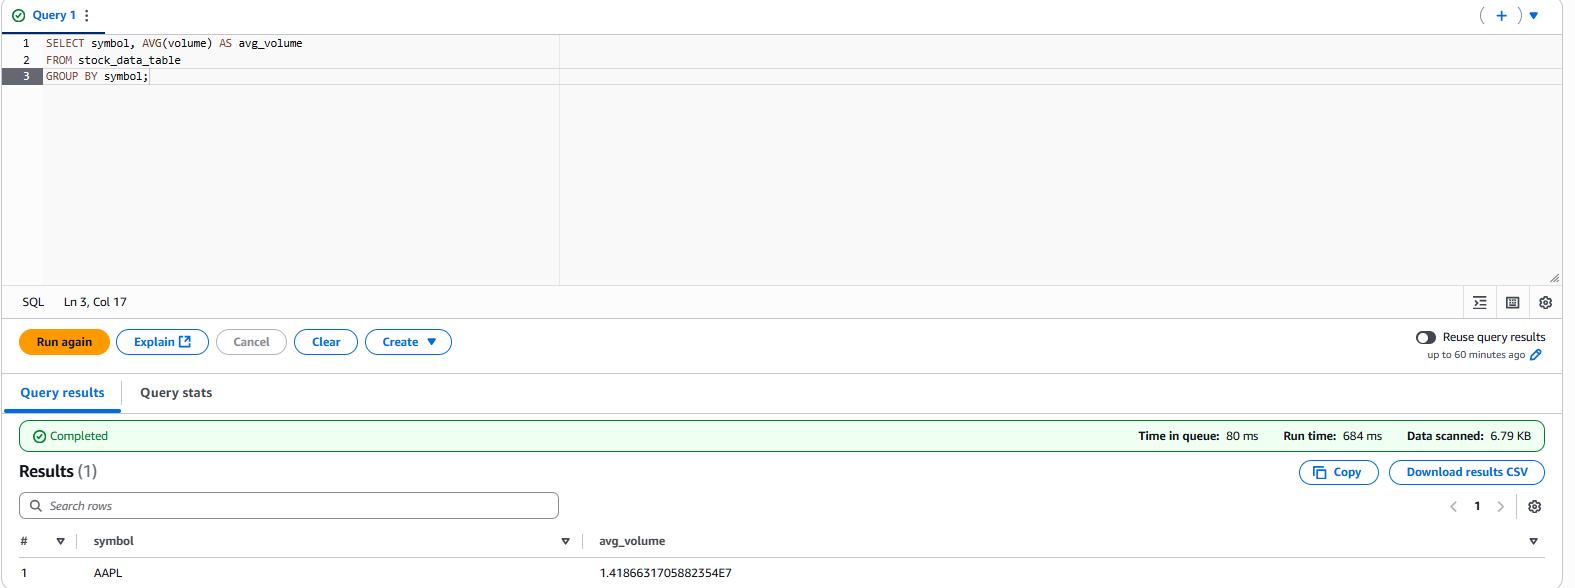 Query 1
1 SELECT symbol, AVG(volume) AS avg_volume
2 FROM stock_data_table
3 GROUP BY symbol;
SQL Ln 3, Col 17
Run again Explain Cancel Clear Create
Reuse query results
up to 60 minutes ago
Query results Query stats
Completed Time in queue: 80 ms Run time: 684 ms Data scanned: 6.79 KB
Results (1) Copy Download results CSV
Search rows 1
# symbol avg_volume
1 AAPL 1.4186631705882354E7